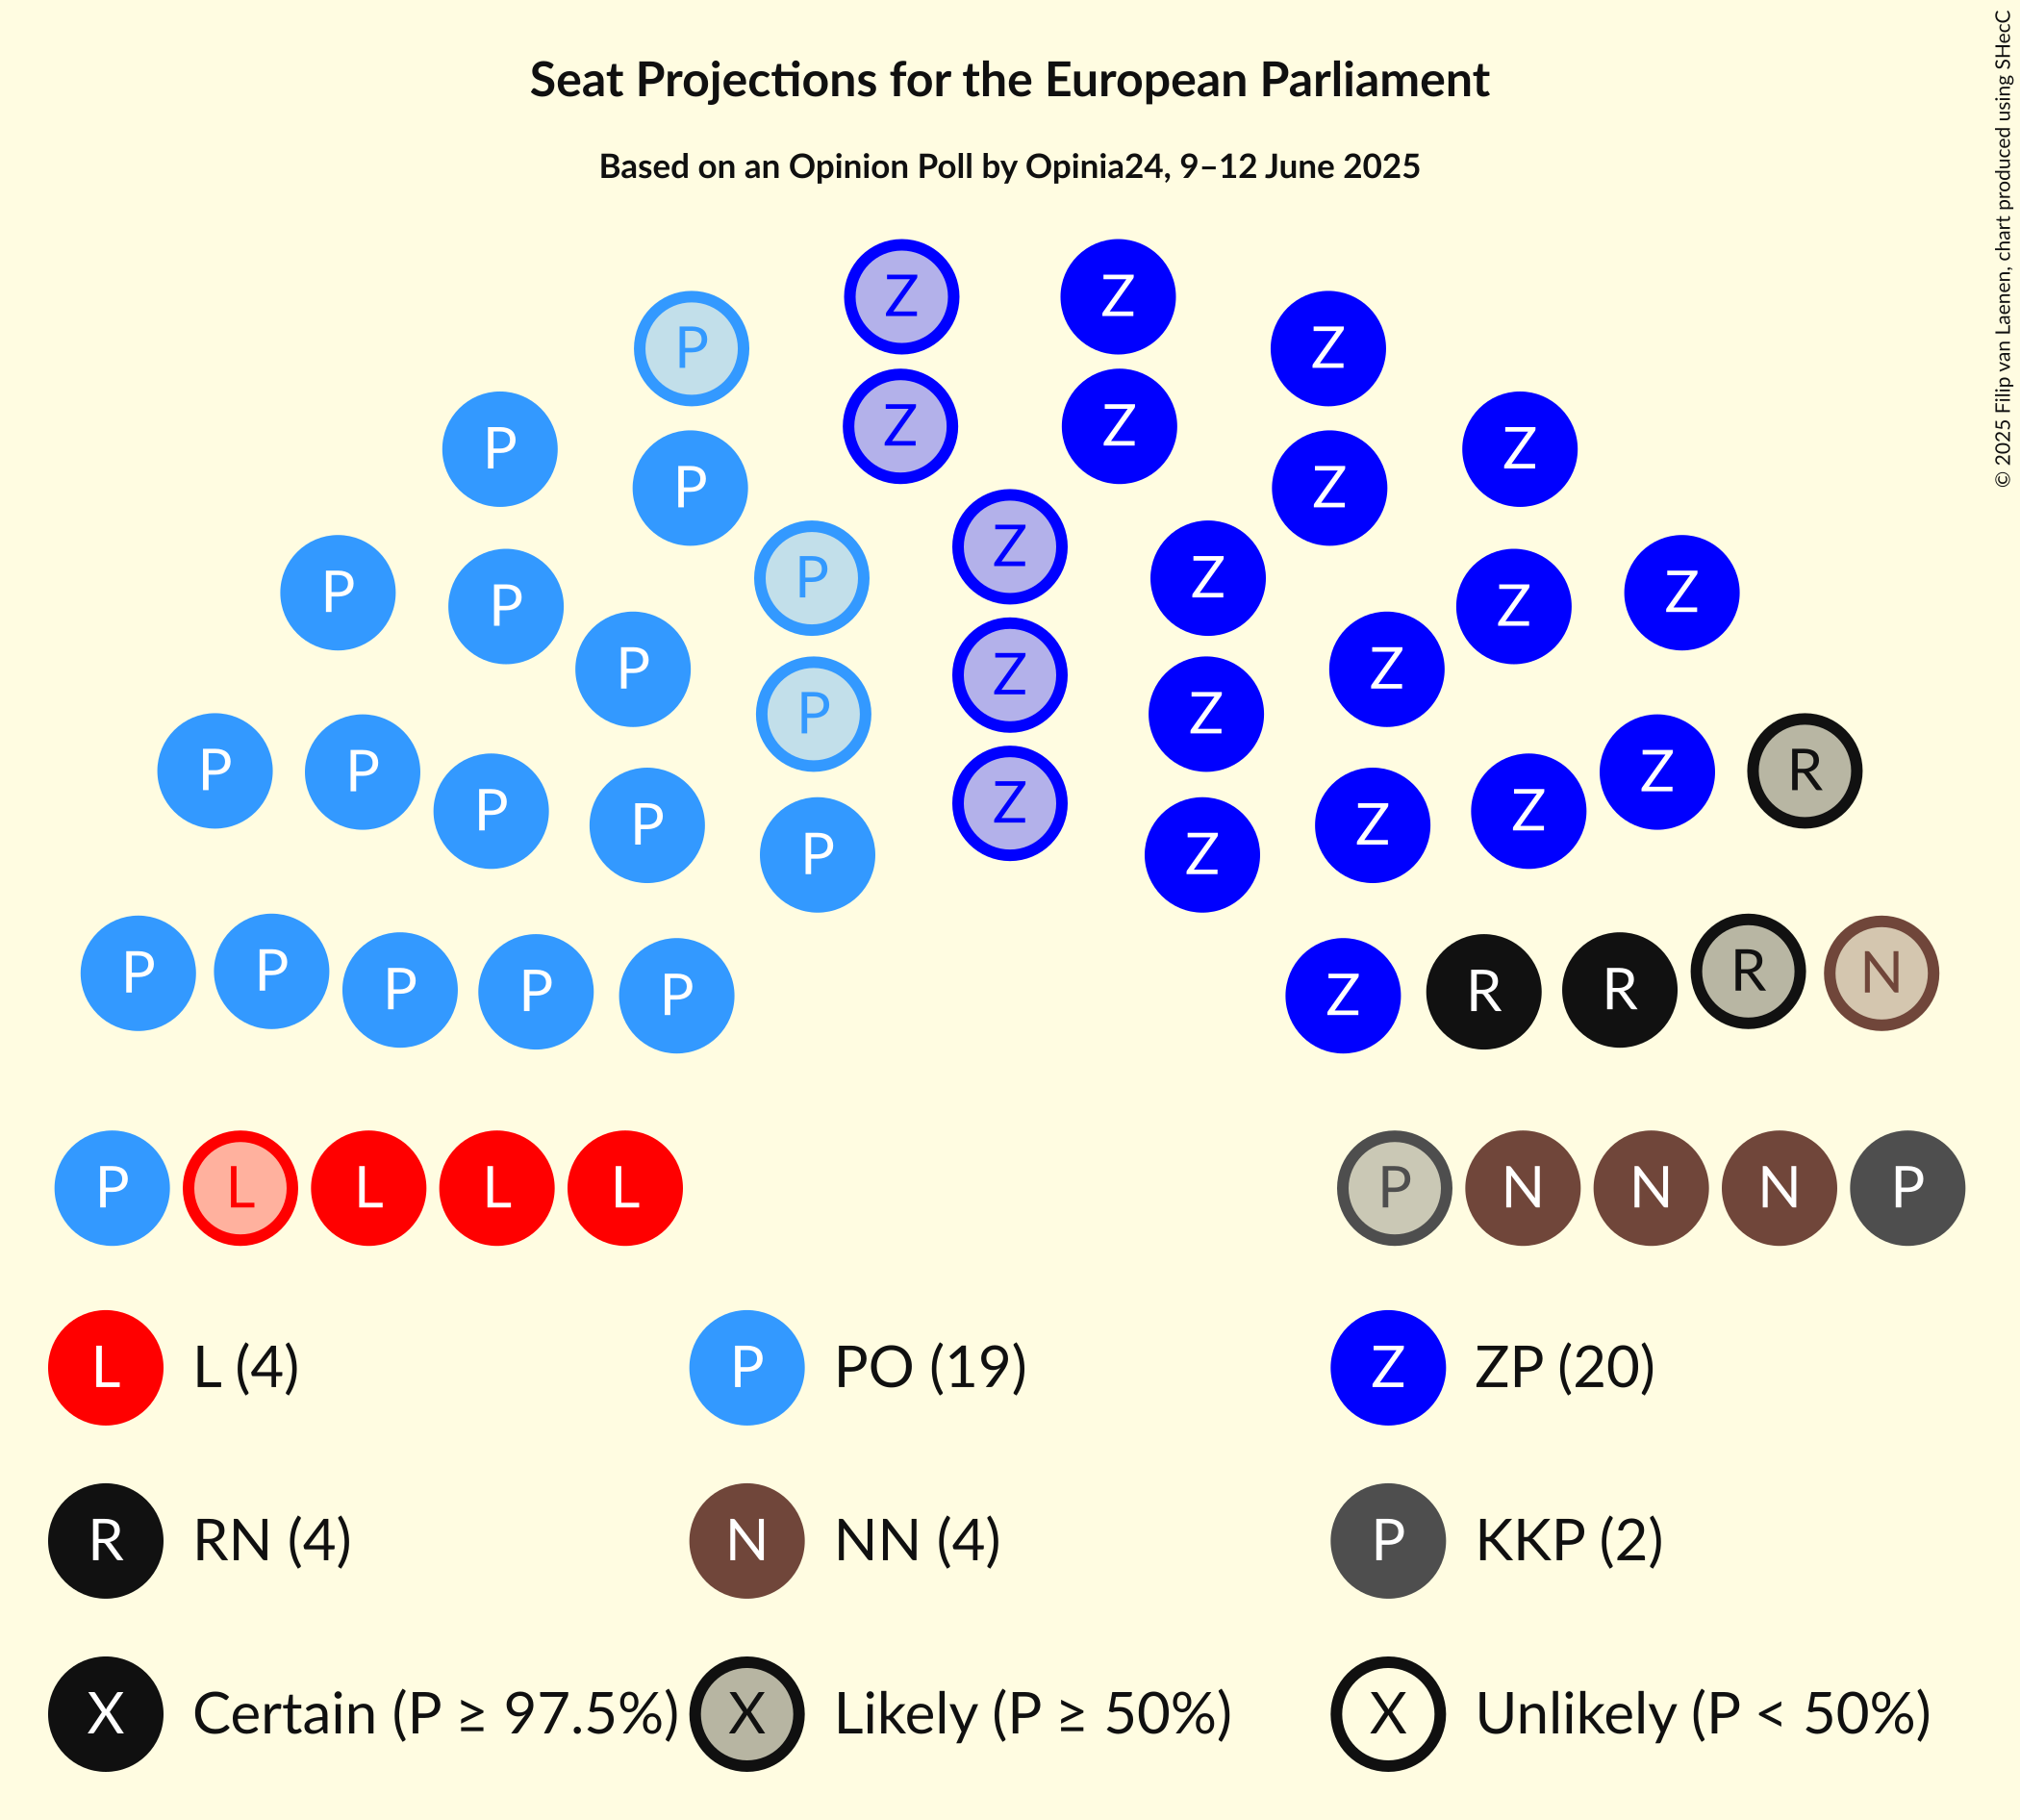 Seat Projections for the European Parliament
Based on an Opinion Poll by Opinia24, 9–12 June 2025
© 2025 Filip van Laenen, chart produced using SHecC
Z Z
P Z
P Z
Z Z
P Z
Z
P Z P Z
P Z
P Z
P Z
Z
P Z
P P Z R
P Z
P Z
Z
P Z
P P P P P Z R R R N
P L L L L P N N N P
L L (4) P PO (19) Z ZP (20)
R RN (4) N NN (4) P KKP (2)
X Certain (P ≥ 97.5%) X Likely (P ≥ 50%) X Unlikely (P < 50%)